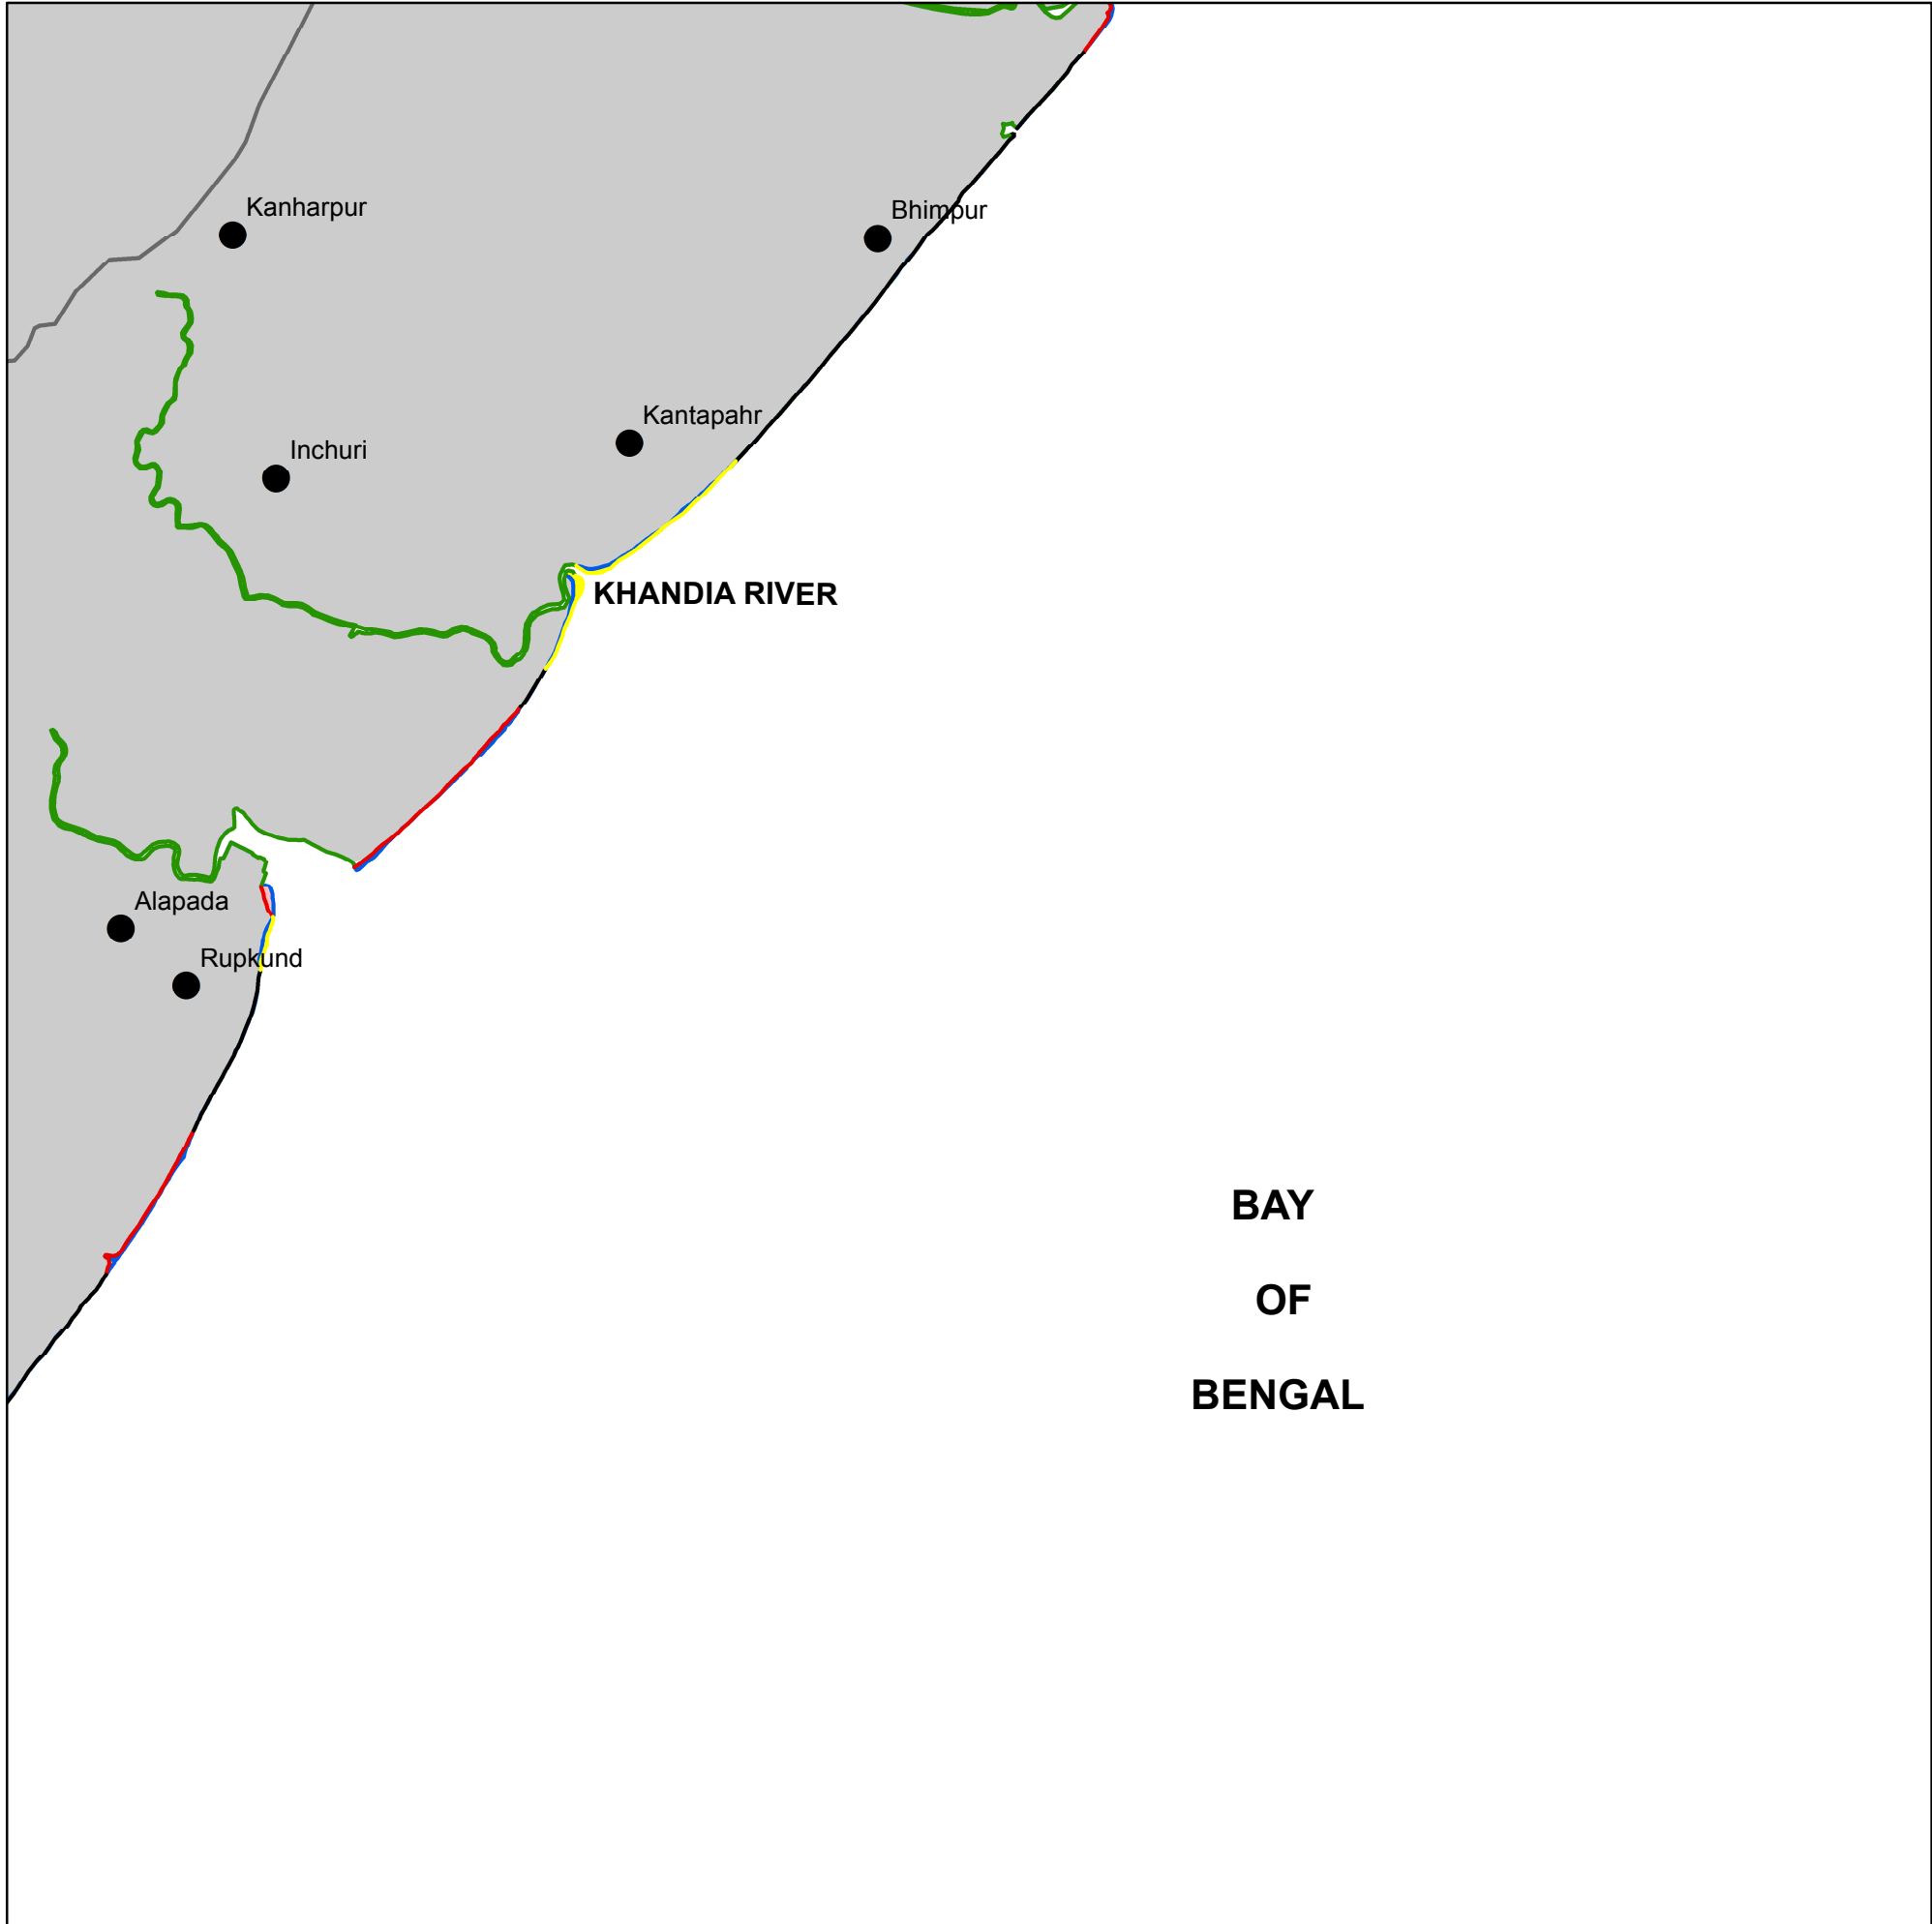 Kanharpur
Bhimpur
Kantapahr
Inchuri
KHANDIA RIVER
Alapada
Rupkund
BAY
OF
BENGAL